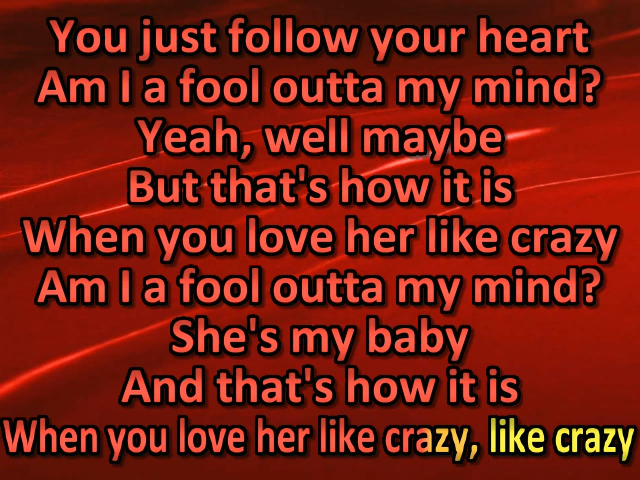 You just follow your heart
Am I a fool outta my mind?
Yeah, well maybe
But that's how it is
When you love her like crazy
Am I a fool outta my mind?
She's my baby
And that's how it is
When you love her like crazy, like crazy